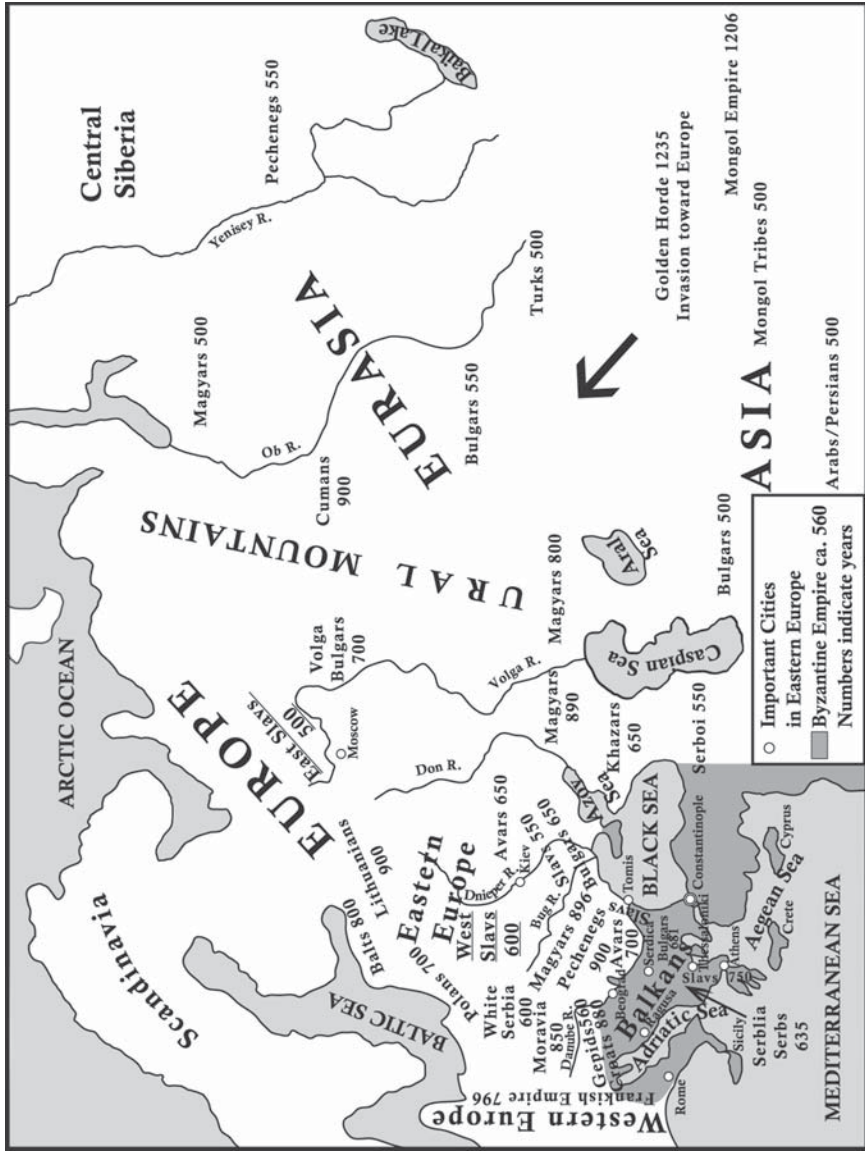 ARCTIC OCEAN
Scandinavia
EUROPE
URAL MOUNTAINS
EURASIA
Central
Siberia
Baikal Lake
Pechenegs 550
Yenisey R.
Magyars 500
Ob R.
Turks 500
Bulgars 550
Cumans
900
Golden Horde 1235
Invasion toward Europe
Mongol Empire 1206
Mongol Tribes 500
ASIA
Arabs/Persians 500
Aral
Sea
Bulgars 500
Caspian Sea
Magyars 800
Volga R.
Volga
Bulgars
700
East Slavs
500
Moscow
Magyars
890
Khazars
650
Serboi 550
Don R.
Azov
Sea
BLACK SEA
Avars 650
Lithuanians
900
Balts 800
BALTIC SEA
Eastern
Europe
Dnieper R.
Kiev
West
Slavs
600
Slavs 550
Bulgars 650
Bug R.
Polans 700
Magyars 896
Pechenegs
900
White
Serbia
600
Moravia
850
Danube R.
Gepids 560
Croats 880
Avars
700
Slavs
Tomis
Constantinople
Beograd
Serdica
Bulgars
681
Balkans
Ragusa
Thessaloniki
Slavs 750
Athens
Adriatic Sea
Aegean Sea
Crete
Cyprus
Sicily
Rome
Serblia
Serbs
635
MEDITERRANEAN SEA
Frankish Empire 796
Western Europe
Important Cities
in Eastern Europe
Byzantine Empire ca. 560
Numbers indicate years